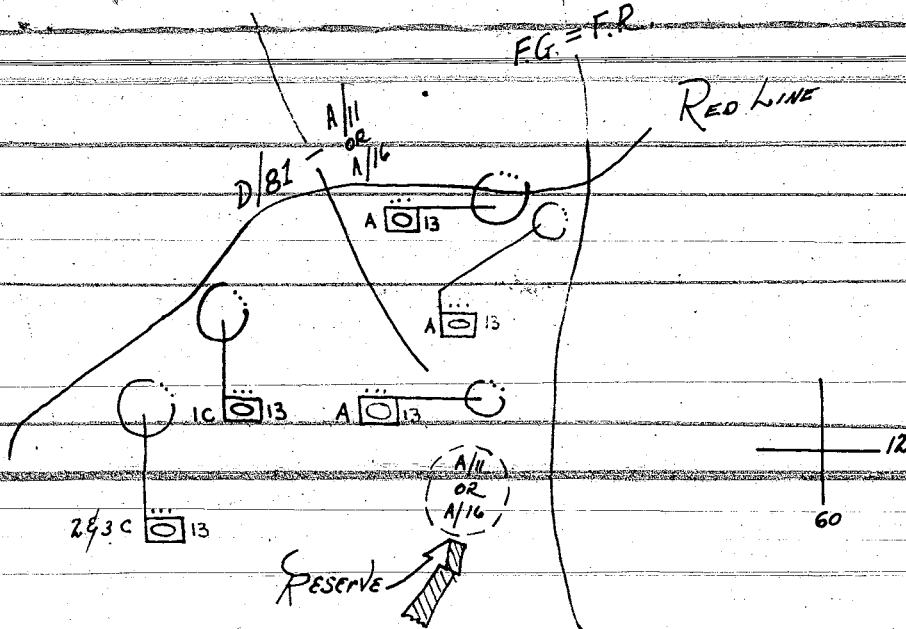 F.G. = F.R.
RED LINE
A/11
OR
A/16
D/81
A 13
A 13
1C 13
A 13
12
A/11
OR
A/16
60
2&3 C 13
RESERVE